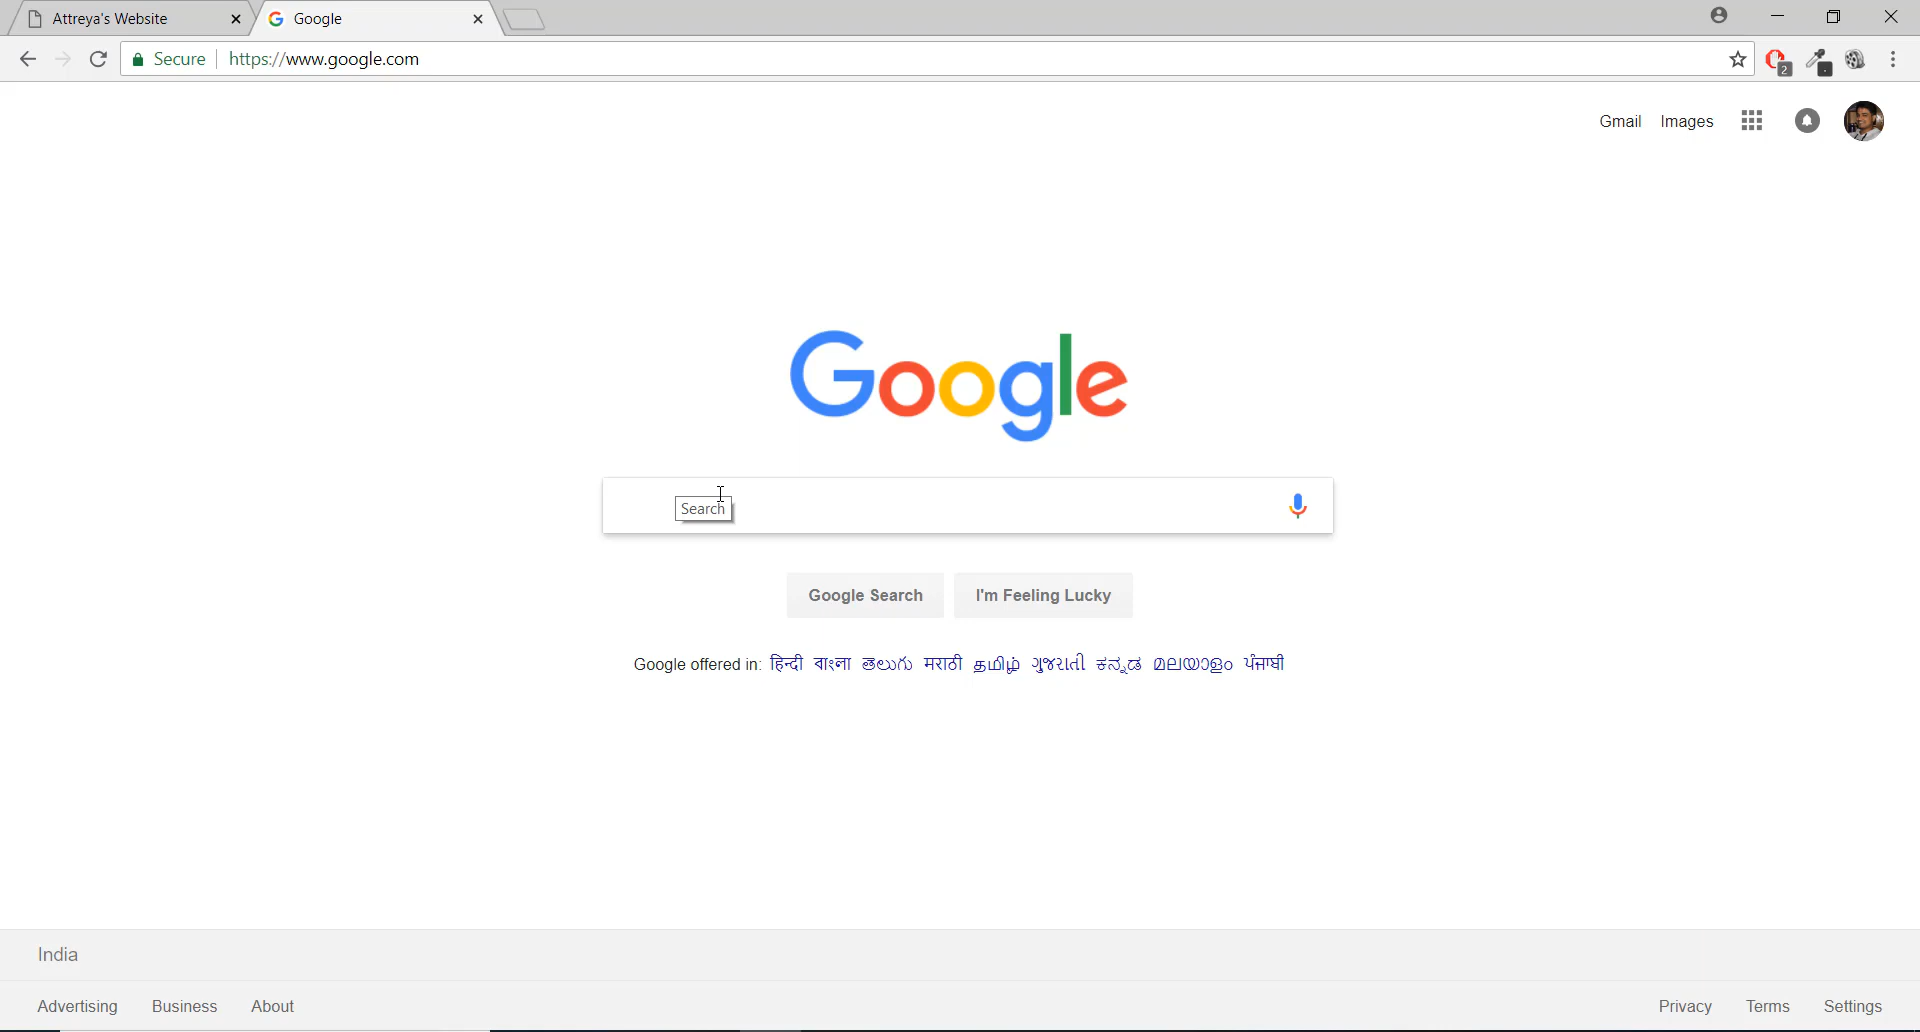 Attreya's Website
Google
Secure https://www.google.com
2
Gmail Images
Google
Search
Google Search I'm Feeling Lucky
Google offered in: हिन्दी বাংলা తెలుగు मराठी தமிழ் ગુજરાતી ಕನ್ನಡ മലയാളം ਪੰਜਾਬੀ
India
Advertising Business About Privacy Terms Settings